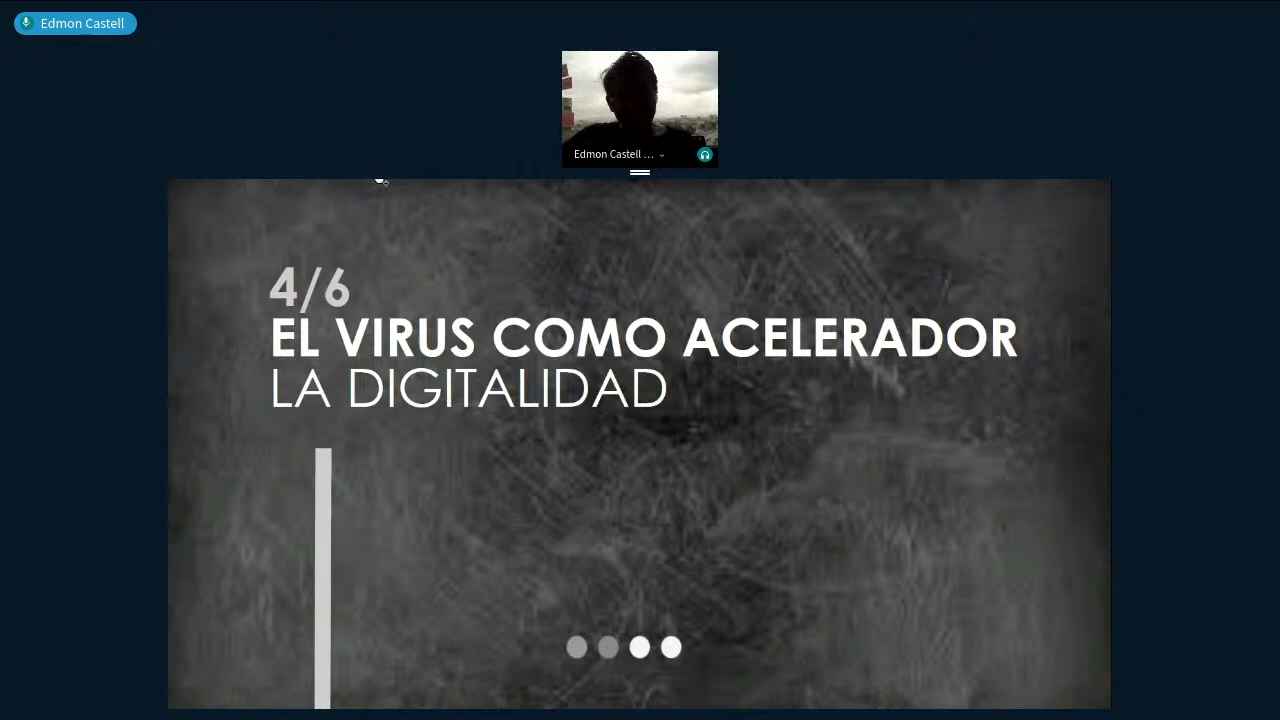 Edmon Castell
Edmon Castell ...
4/6
EL VIRUS COMO ACELERADOR
LA DIGITALIDAD